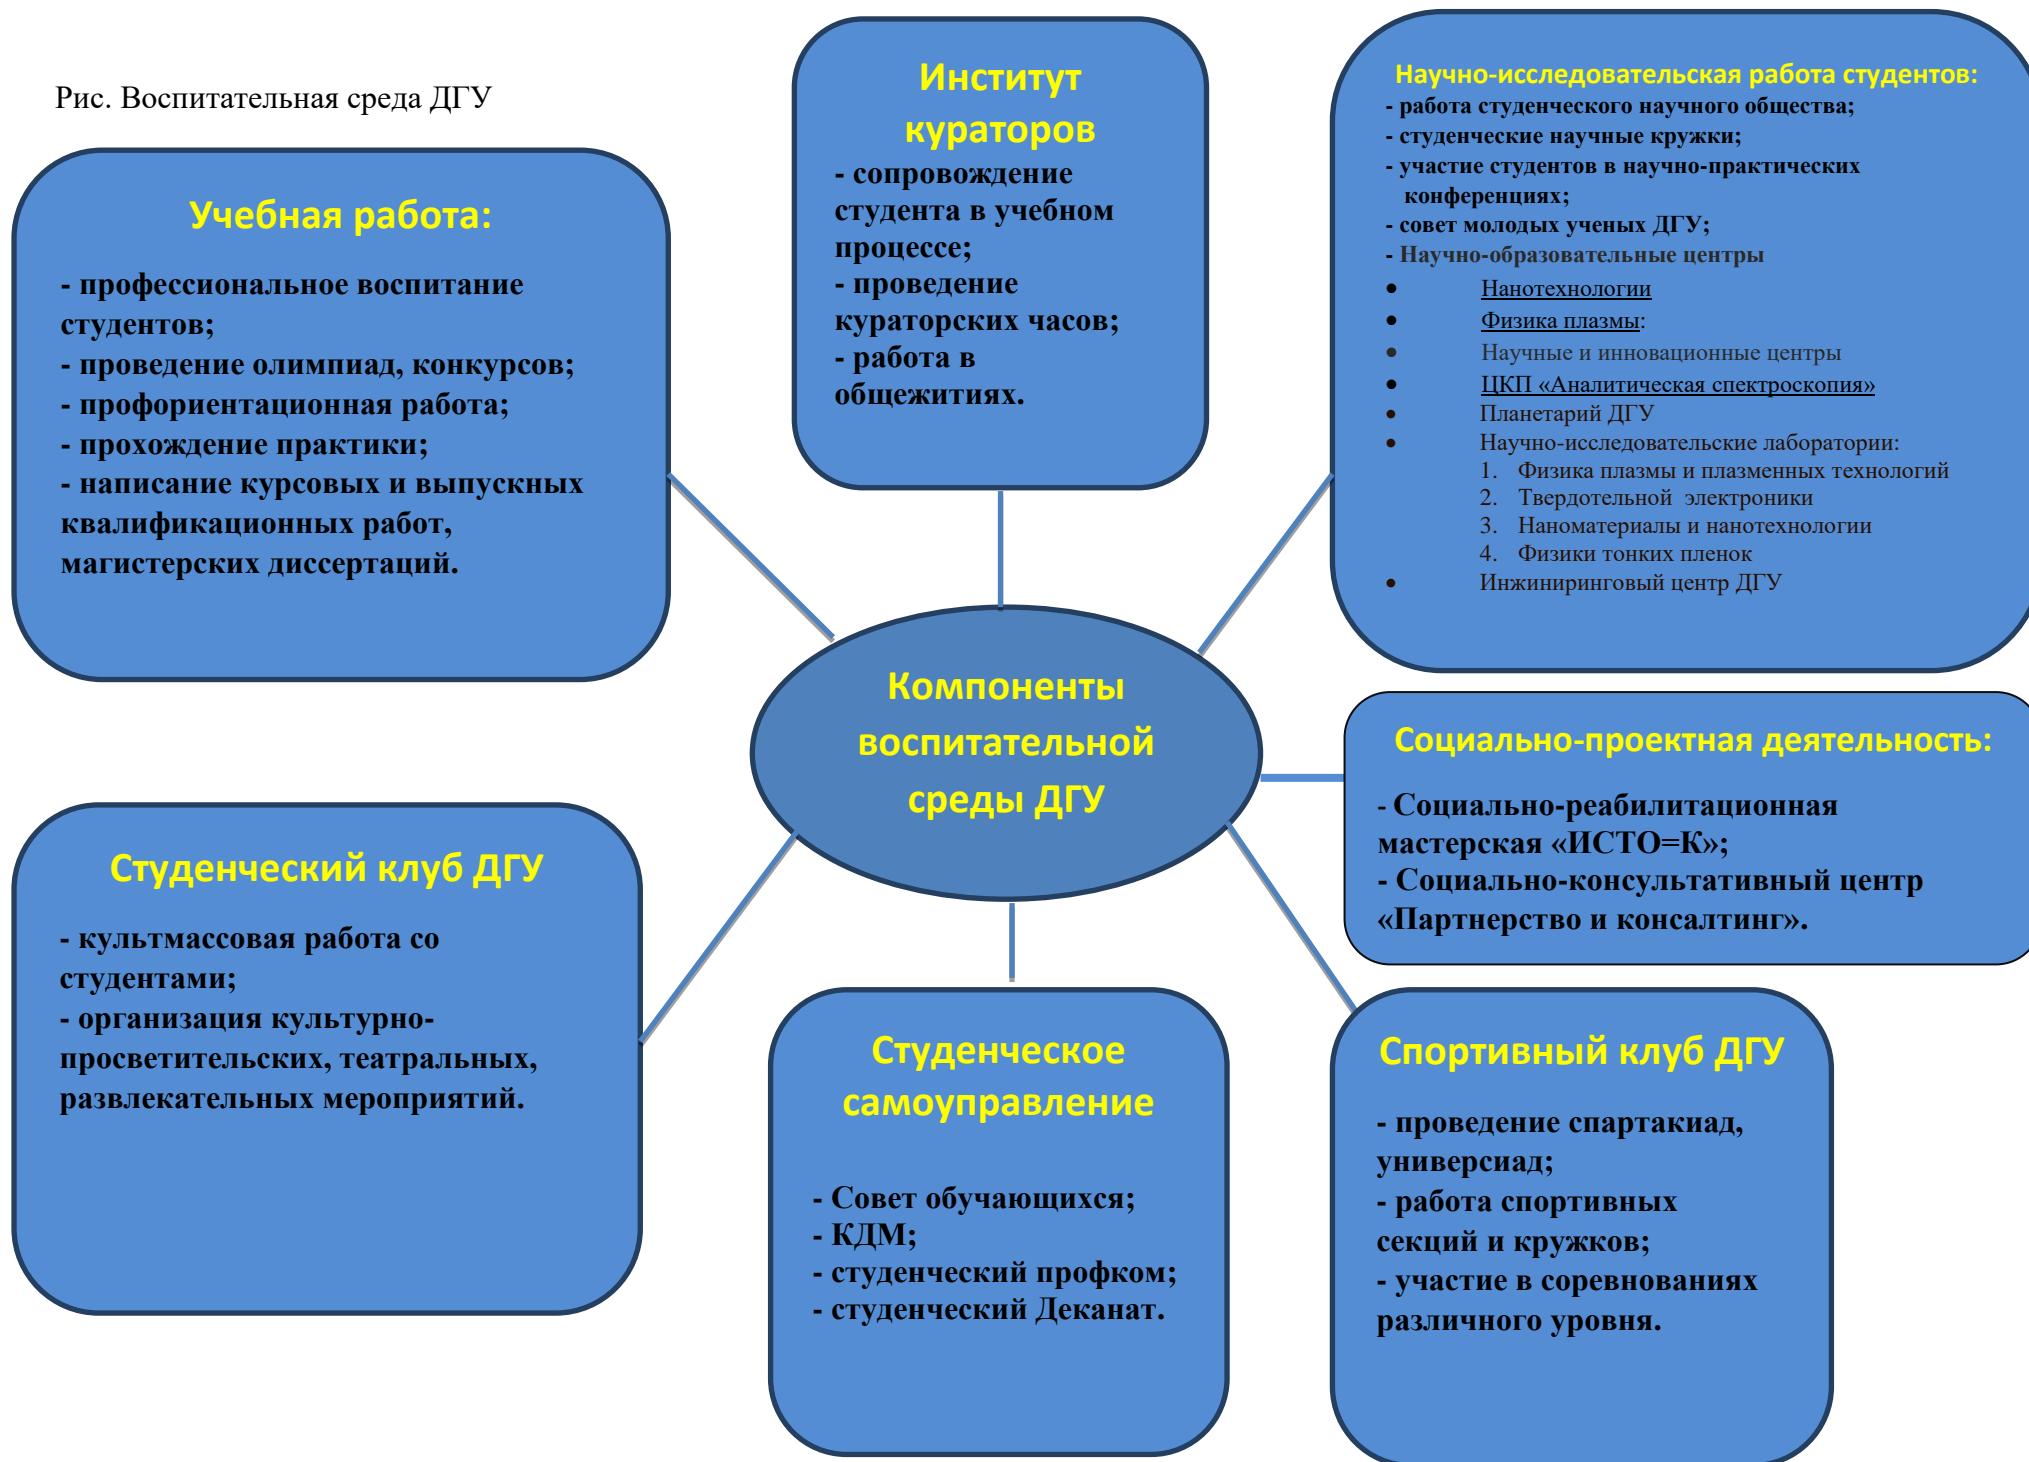 Рис. Воспитательная среда ДГУ
Учебная работа:
- профессиональное воспитание
студентов;
- проведение олимпиад, конкурсов;
- профориентационная работа;
- прохождение практики;
- написание курсовых и выпускных
квалификационных работ,
магистерских диссертаций.
Институт
кураторов
- сопровождение
студента в учебном
процессе;
- проведение
кураторских часов;
- работа в
общежитиях.
Научно-исследовательская работа студентов:
- работа студенческого научного общества;
- студенческие научные кружки;
- участие студентов в научно-практических
конференциях;
- совет молодых ученых ДГУ;
- Научно-образовательные центры
• Нанотехнологии
• Физика плазмы:
• Научные и инновационные центры
• ЦКП «Аналитическая спектроскопия»
• Планетарий ДГУ
• Научно-исследовательские лаборатории:
1. Физика плазмы и плазменных технологий
2. Твердотельной электроники
3. Наноматериалы и нанотехнологии
4. Физики тонких пленок
• Инжиниринговый центр ДГУ
Компоненты
воспитательной
среды ДГУ
Социально-проектная деятельность:
- Социально-реабилитационная
мастерская «ИСТО=К»;
- Социально-консультативный центр
«Партнерство и консалтинг».
Студенческий клуб ДГУ
- культмассовая работа со
студентами;
- организация культурно-
просветительских, театральных,
развлекательных мероприятий.
Студенческое
самоуправление
- Совет обучающихся;
- КДМ;
- студенческий профком;
- студенческий Деканат.
Спортивный клуб ДГУ
- проведение спартакиад,
универсиад;
- работа спортивных
секций и кружков;
- участие в соревнованиях
различного уровня.